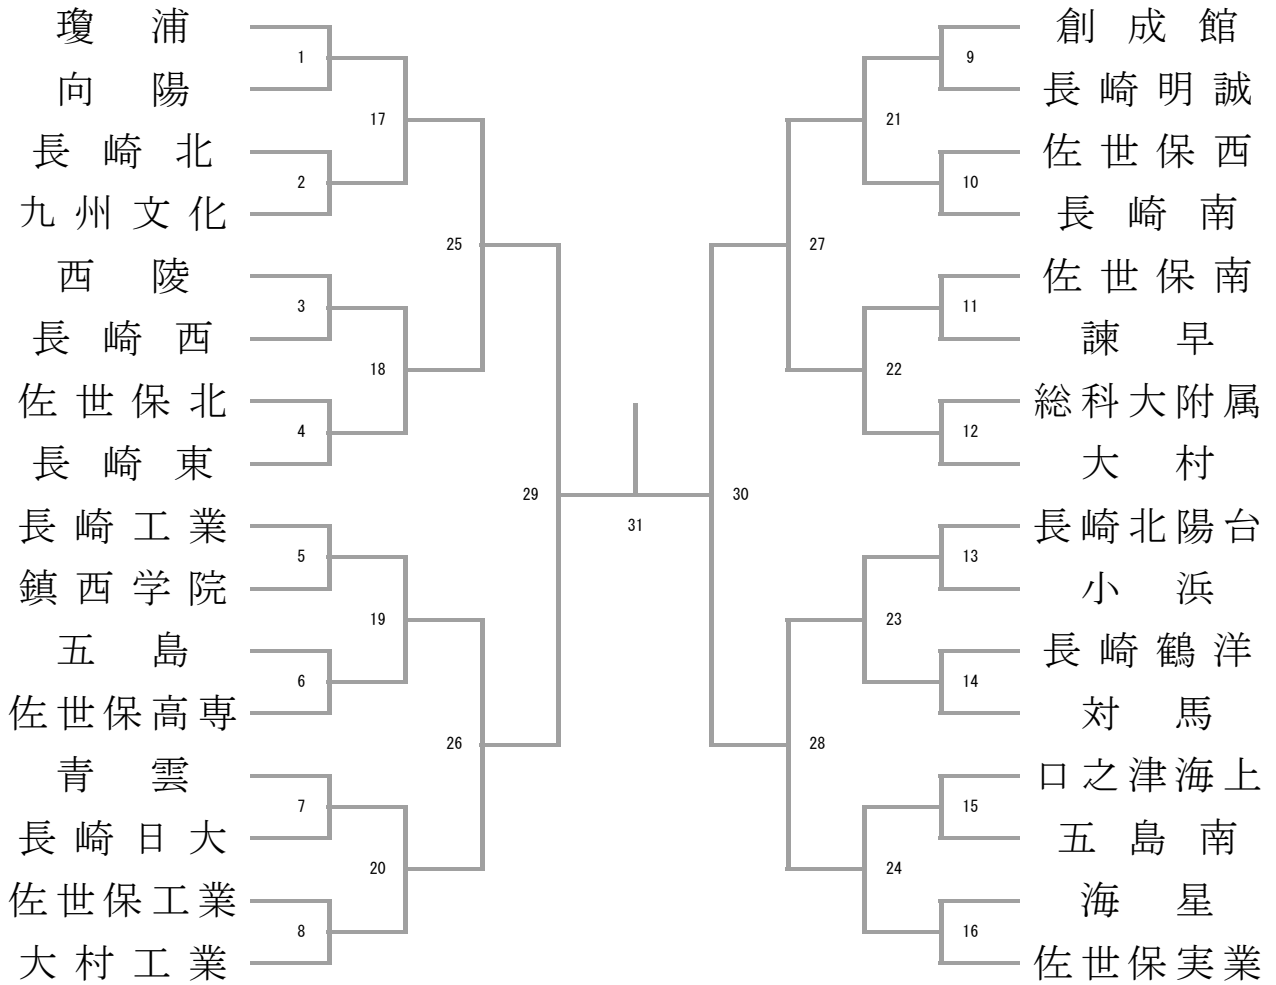 瓊浦
1
向陽
17
長崎北
2
九州文化
25
西陵
3
長崎西
18
佐世保北
4
長崎東
29
長崎工業
5
鎮西学院
19
五島
6
佐世保高専
26
青雲
7
長崎日大
20
佐世保工業
8
大村工業
31
創成館
9
長崎明誠
21
佐世保西
10
長崎南
27
佐世保南
11
諫早
22
総科大附属
12
大村
30
長崎北陽台
13
小浜
23
長崎鶴洋
14
対馬
28
口之津海上
15
五島南
24
海星
16
佐世保実業